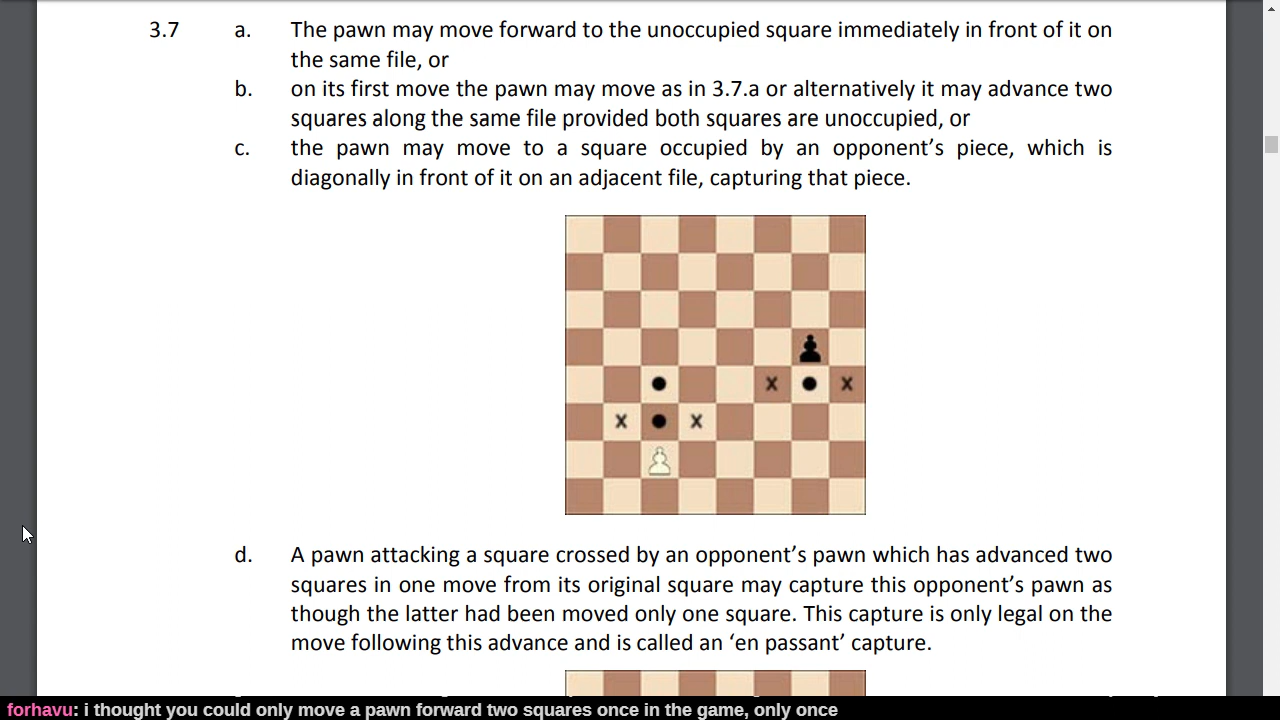 3.7 a. The pawn may move forward to the unoccupied square immediately in front of it on
the same file, or
b. on its first move the pawn may move as in 3.7.a or alternatively it may advance two
squares along the same file provided both squares are unoccupied, or
c. the pawn may move to a square occupied by an opponent’s piece, which is
diagonally in front of it on an adjacent file, capturing that piece.
X X
X X
d. A pawn attacking a square crossed by an opponent’s pawn which has advanced two
squares in one move from its original square may capture this opponent’s pawn as
though the latter had been moved only one square. This capture is only legal on the
move following this advance and is called an ‘en passant’ capture.
forhavu: i thought you could only move a pawn forward two squares once in the game, only once